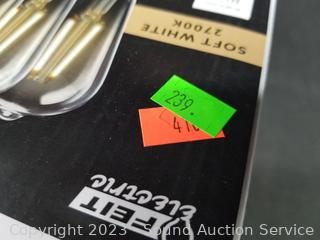 SOFT WHITE
2700K
239.
FEIT
Electric
Copyright 2023 - Sound Auction Service